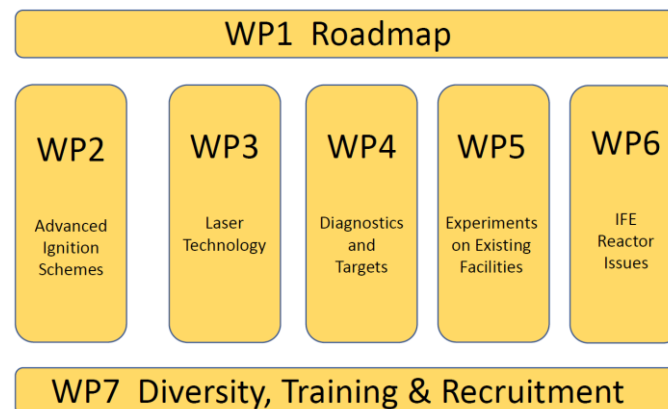 WP1 Roadmap
WP2
Advanced
Ignition
Schemes
WP3
Laser
Technology
WP4
Diagnostics
and
Targets
WP5
Experiments
on Existing
Facilities
WP6
IFE
Reactor
Issues
WP7 Diversity, Training & Recruitment